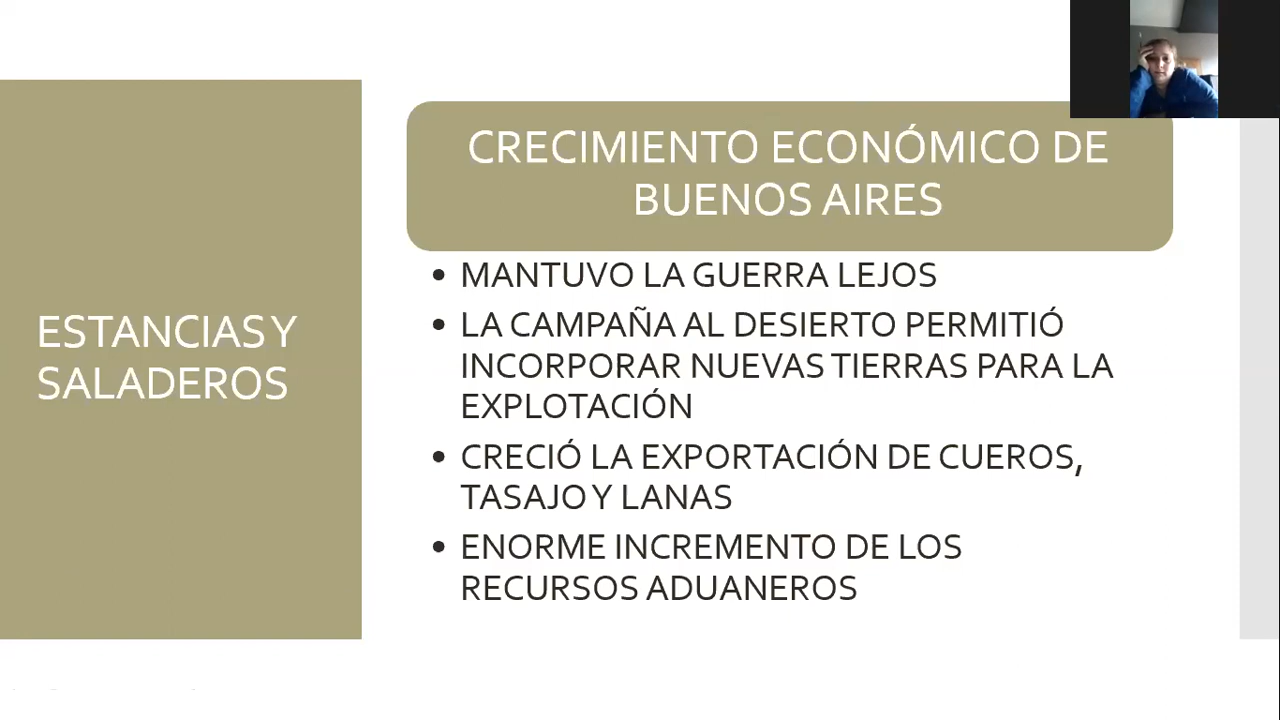 ESTANCIAS Y
SALADEROS
CRECIMIENTO ECONÓMICO DE
BUENOS AIRES
• MANTUVO LA GUERRA LEJOS
• LA CAMPAÑA AL DESIERTO PERMITIÓ
INCORPORAR NUEVAS TIERRAS PARA LA
EXPLOTACIÓN
• CRECIÓ LA EXPORTACIÓN DE CUEROS,
TASAJO Y LANAS
• ENORME INCREMENTO DE LOS
RECURSOS ADUANEROS